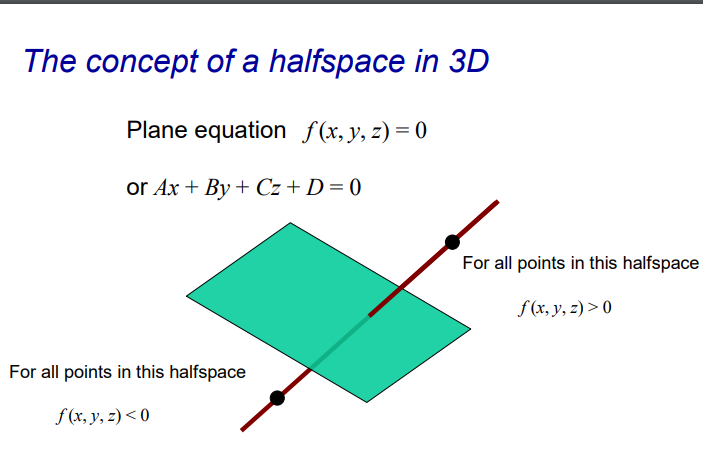 The concept of a halfspace in 3D
Plane equation f(x, y, z) = 0
or Ax + By + Cz + D = 0
For all points in this halfspace
f(x, y, z) > 0
For all points in this halfspace
f(x, y, z) < 0